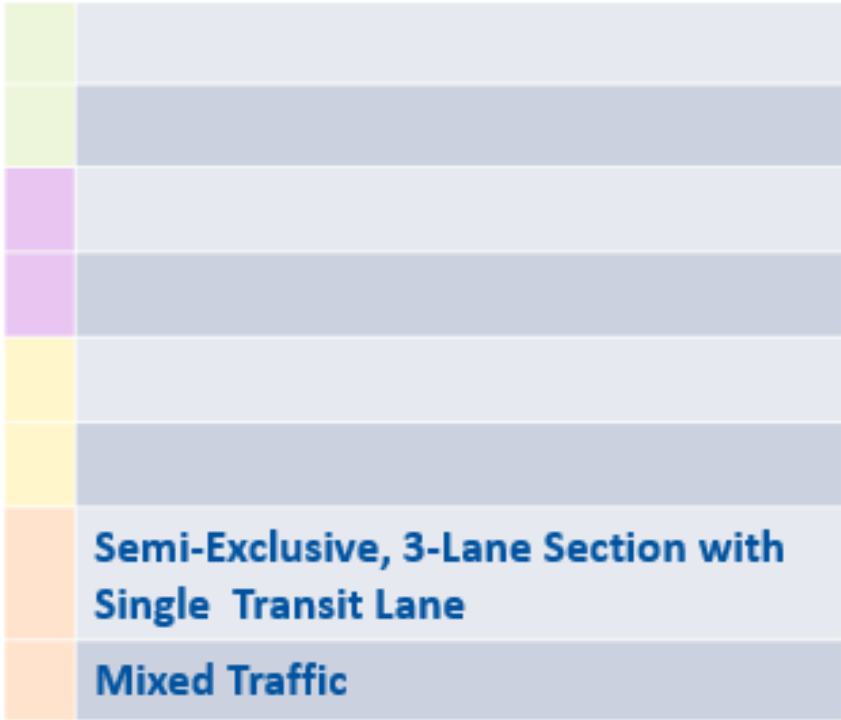 Semi-Exclusive, 3-Lane Section with
Single  Transit Lane
Mixed Traffic